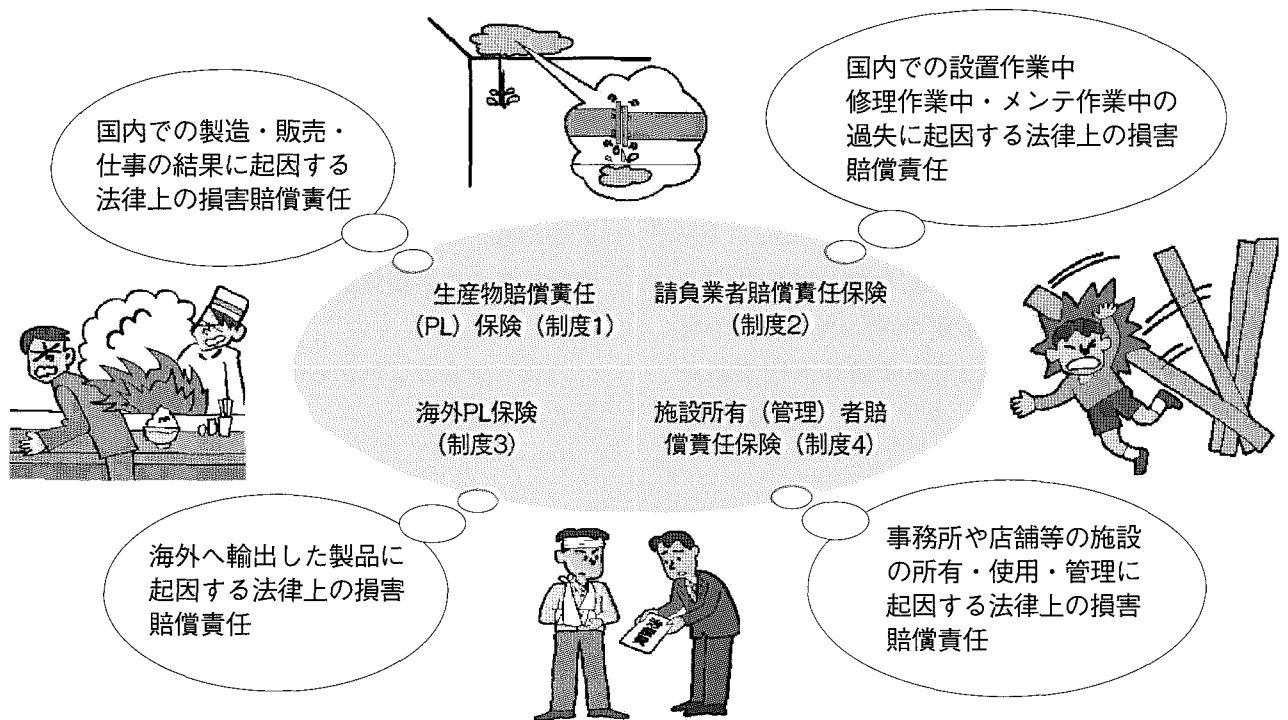 国内での製造・販売・
仕事の結果に起因する
法律上の損害賠償責任
国内での設置作業中
修理作業中・メンテ作業中の
過失に起因する法律上の損害
賠償責任
生産物賠償責任
(PL) 保険 (制度1)
請負業者賠償責任保険
(制度2)
海外PL保険
(制度3)
施設所有 (管理) 者賠
償責任保険 (制度4)
海外へ輸出した製品に
起因する法律上の損害
賠償責任
事務所や店舗等の施設
の所有・使用・管理に
起因する法律上の損害
賠償責任